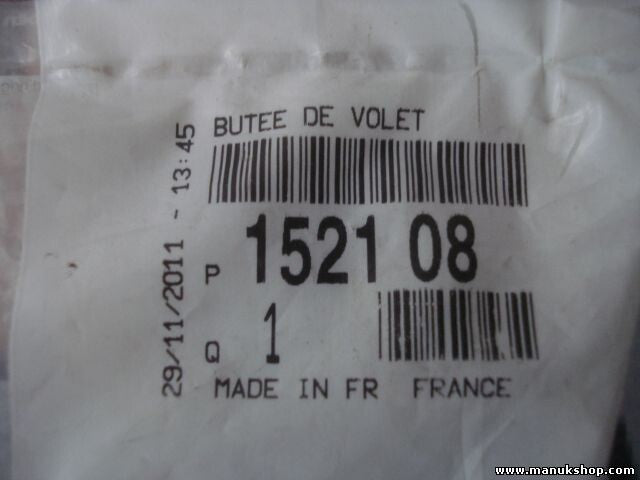 BUTEE DE VOLET
29/11/2011 - 13:45
P 1521 08
Q 1
MADE IN FR FRANCE
www.manukshop.com